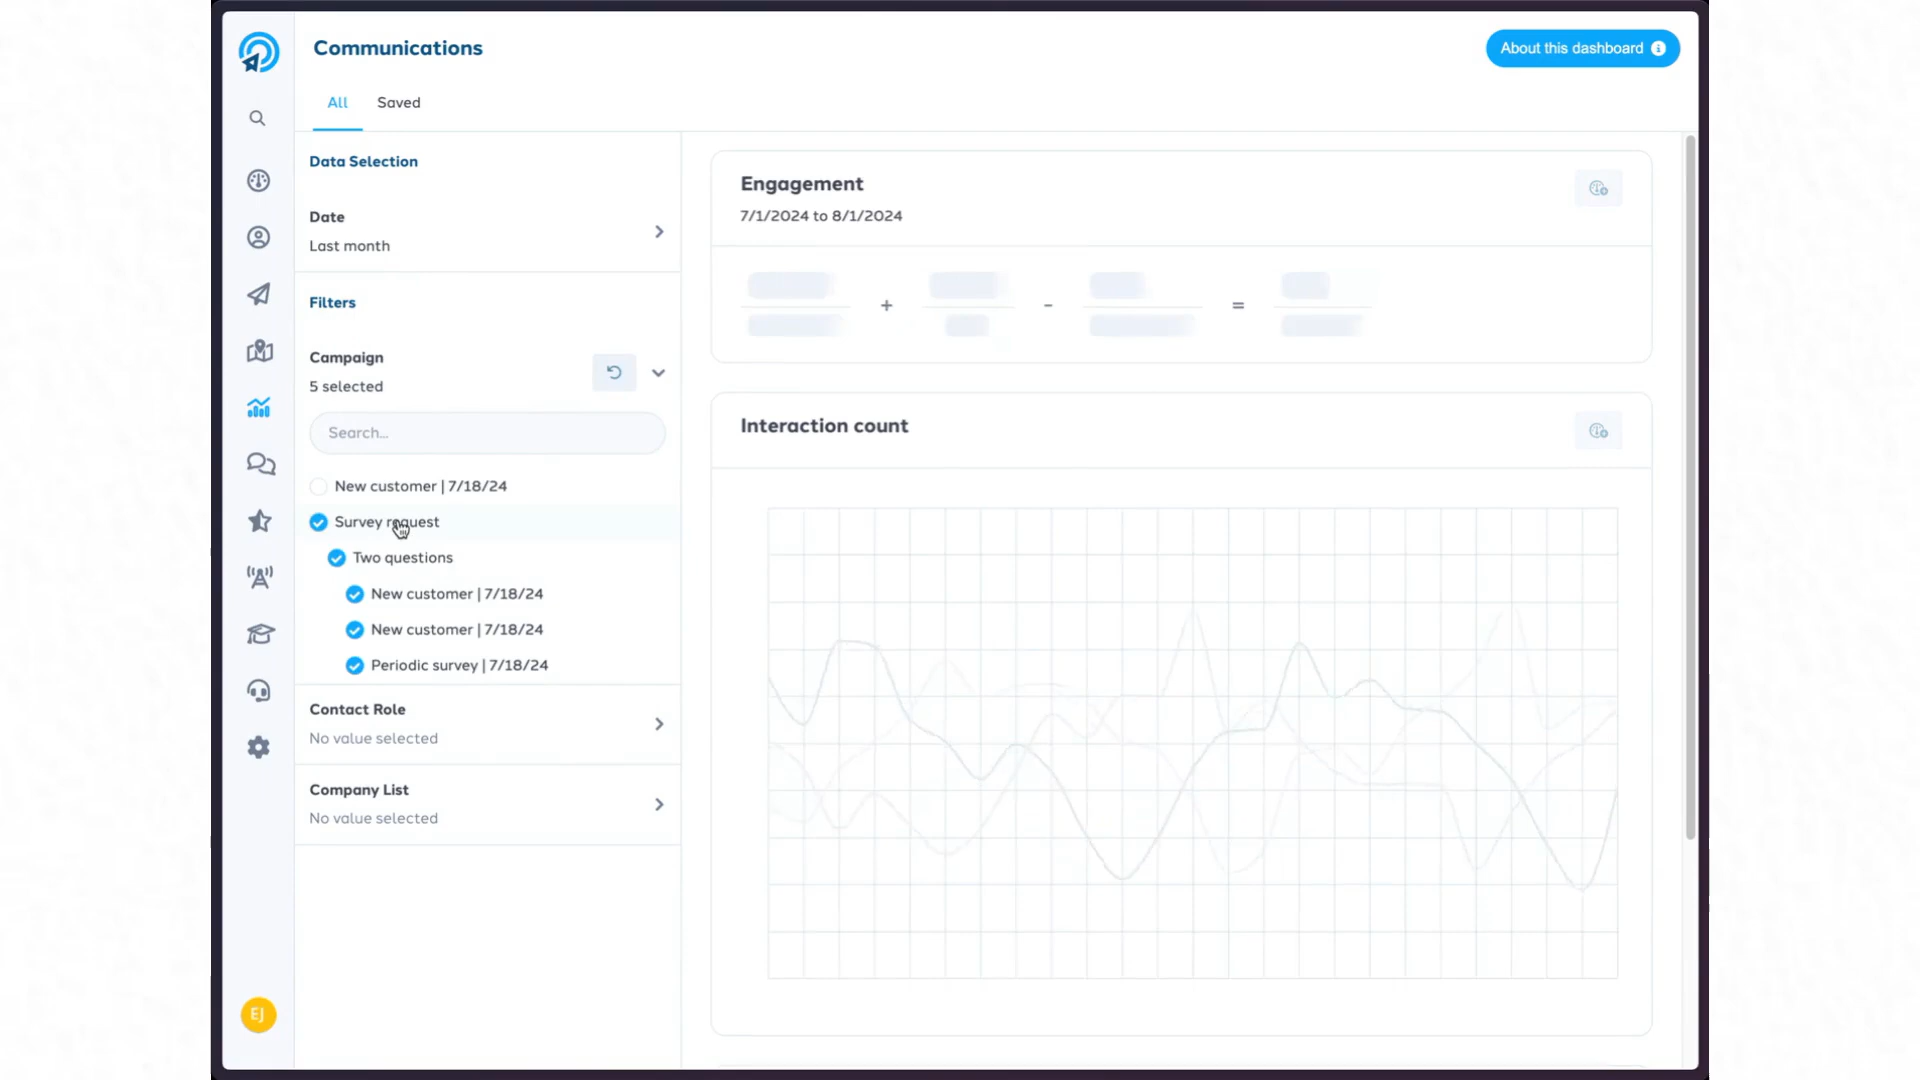 Communications
About this dashboard
All
Saved
Data Selection
Date
Last month
Filters
Campaign
5 selected
Search...
New customer | 7/18/24
Survey request
Two questions
New customer | 7/18/24
New customer | 7/18/24
Periodic survey | 7/18/24
Contact Role
No value selected
Company List
No value selected
EJ
Engagement
7/1/2024 to 8/1/2024
+
-
=
Interaction count